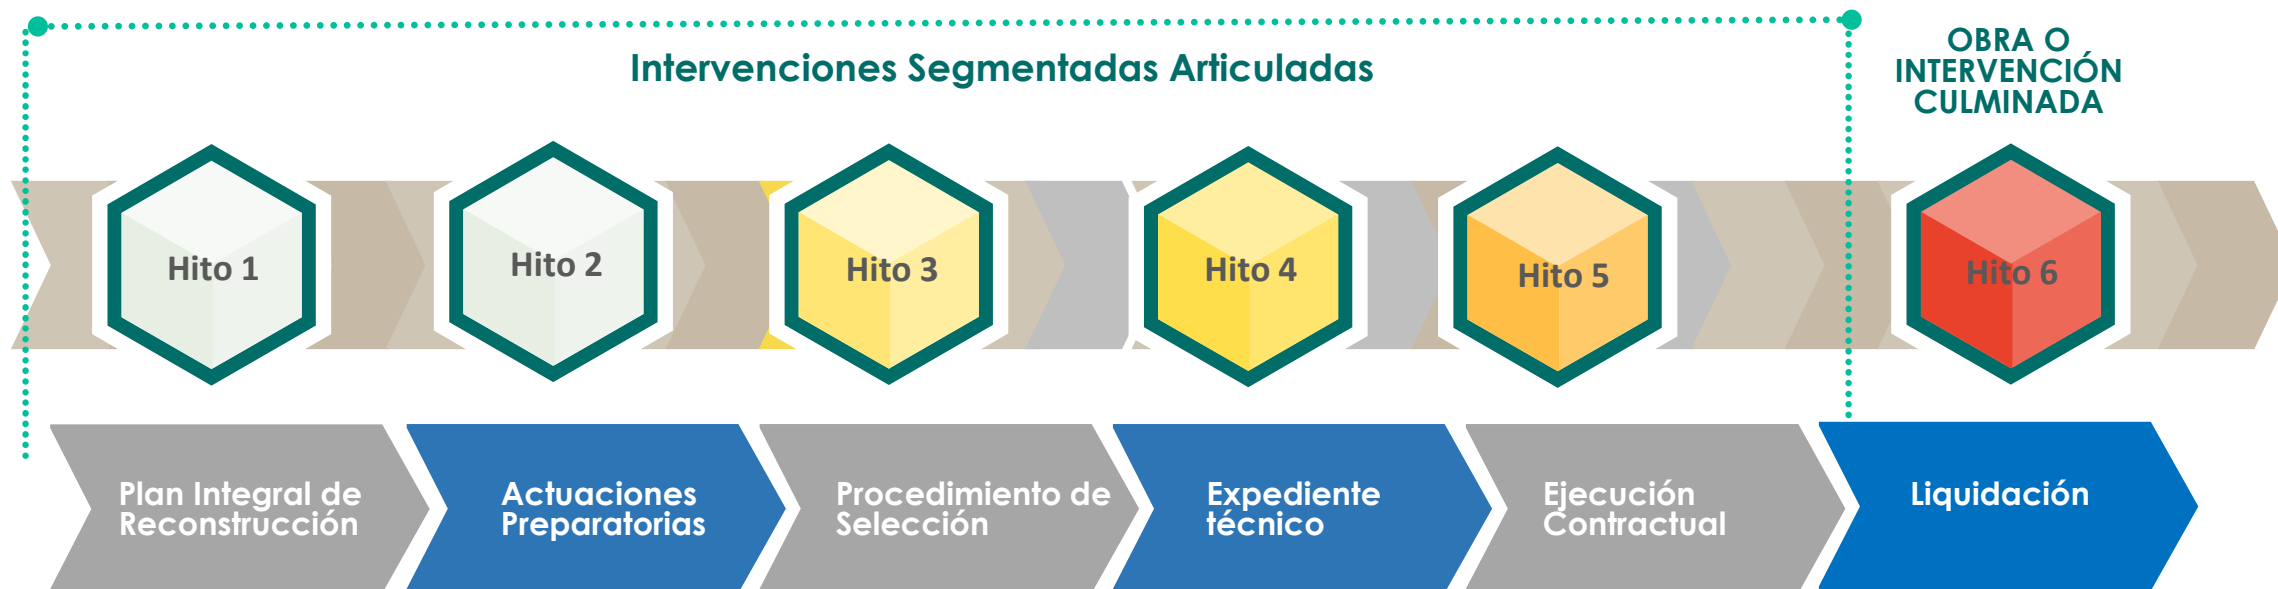 Intervenciones Segmentadas Articuladas
OBRA O
INTERVENCIÓN
CULMINADA
Hito 1
Hito 2
Hito 3
Hito 4
Hito 5
Hito 6
Plan Integral de
Reconstrucción
Actuaciones
Preparatorias
Procedimiento de
Selección
Expediente
técnico
Ejecución
Contractual
Liquidación